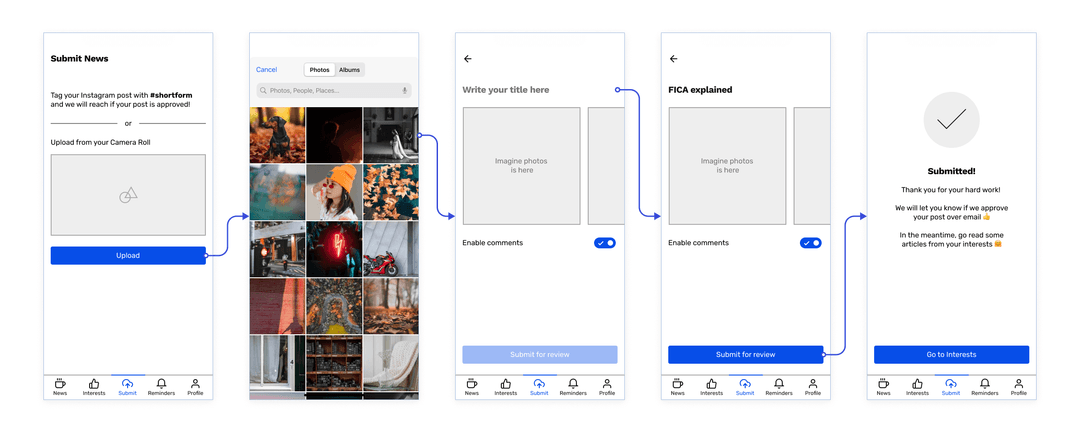 Submit News
Tag your Instagram post with #shortform
and we will reach if your post is approved!
or
Upload from your Camera Roll
Upload
News
Interests
Submit
Reminders
Profile
Cancel
Photos
Albums
Photos, People, Places...
Write your title here
Imagine photos
is here
Enable comments
Submit for review
News
Interests
Submit
Reminders
Profile
FICA explained
Imagine photos
is here
Enable comments
Submit for review
News
Interests
Submit
Reminders
Profile
Submitted!
Thank you for your hard work!
We will let you know if we approve
your post over email 👍
In the meantime, go read some
articles from your interests 🤗
Go to Interests
News
Interests
Submit
Reminders
Profile